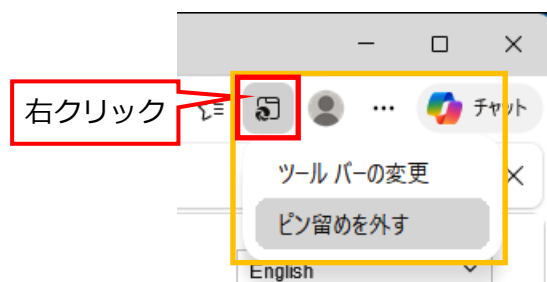 右クリック
チャット
ツール バーの変更
ピン留めを外す
English